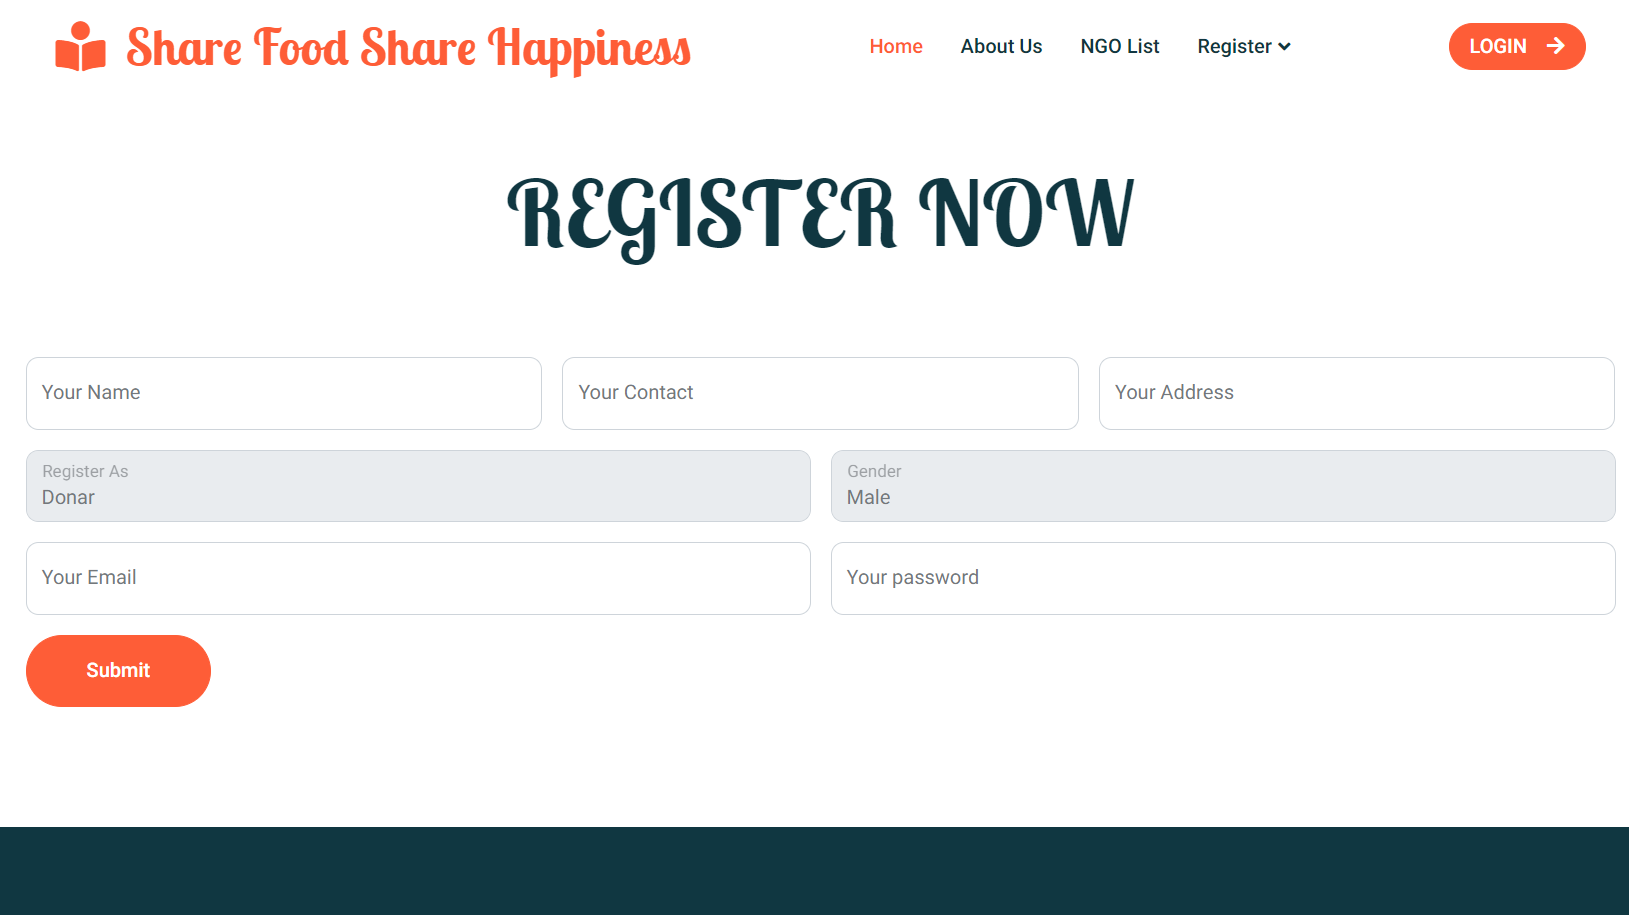 Share Food Share Happiness
Home About Us NGO List Register
LOGIN
REGISTER NOW
Your Name Your Contact Your Address
Register As Gender
Donar Male
Your Email Your password
Submit